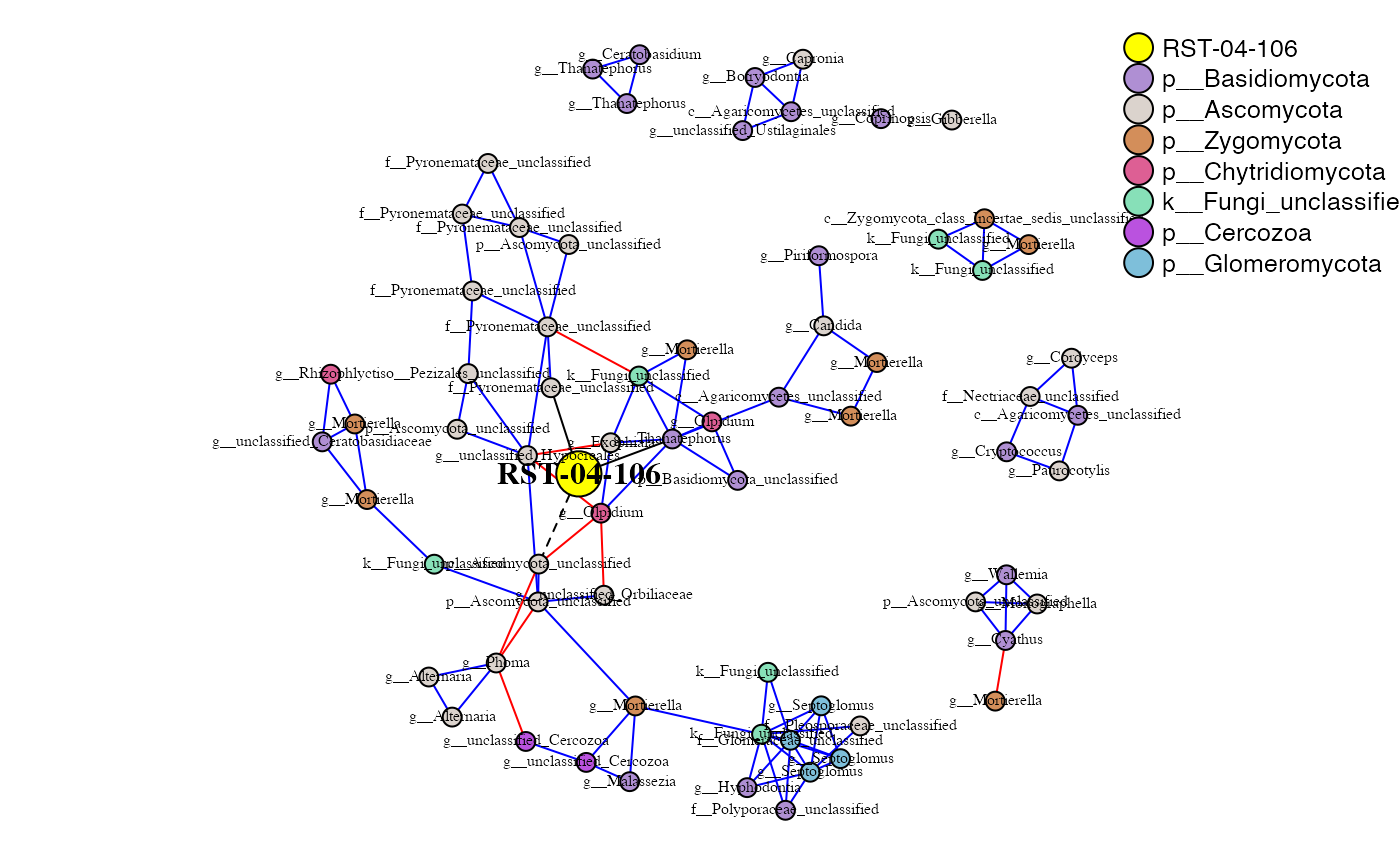 RST-04-106
p__Basidiomycota
p__Ascomycota
p__Zygomycota
p__Chytridiomycota
k__Fungi_unclassifie
p__Cercozoa
p__Glomeromycota
g__Ceratobasidium
g__Thanatephorus
g__Thanatephorus
g__Capronia
g__Botryodontia
c__Agaricomycetes_unclassified
g__unclassified_Ustilaginales
g__Coprinopsis
g__Gibberella
f__Pyronemataceae_unclassified
f__Pyronemataceae_unclassified
f__Pyronemataceae_unclassified
p__Ascomycota_unclassified
f__Pyronemataceae_unclassified
f__Pyronemataceae_unclassified
c__Zygomycota_class_Incertae_sedis_unclassified
k__Fungi_unclassified
g__Mortierella
k__Fungi_unclassified
g__Piriformospora
g__Candida
g__Mortierella
g__Mortierella
c__Agaricomycetes_unclassified
g__Mortierella
g__Cordyceps
f__Nectriaceae_unclassified
c__Agaricomycetes_unclassified
g__Cryptococcus
g__Paurocotylis
g__Rhizophlyctis
o__Pezizales_unclassified
k__Fungi_unclassified
f__Pyronemataceae_unclassified
g__Mortierella
p__Ascomycota_unclassified
g__unclassified_Ceratobasidiaceae
g__Olpidium
g__Exophiala
g__Thanatephorus
g__unclassified_Hypocreales
RST-04-106
p__Basidiomycota_unclassified
g__Mortierella
g__Olpidium
k__Fungi_unclassified
p__Ascomycota_unclassified
g__unclassified_Orbiliaceae
p__Ascomycota_unclassified
g__Wallemia
p__Ascomycota_unclassified
g__Monographella
g__Cyathus
g__Mortierella
g__Phoma
g__Alternaria
g__Alternaria
g__Mortierella
g__unclassified_Cercozoa
g__unclassified_Cercozoa
g__Malassezia
k__Fungi_unclassified
g__Septoglomus
f__Pleosporaceae_unclassified
k__Fungi_unclassified
f__Glomeraceae_unclassified
g__Septoglomus
g__Septoglomus
g__Hyphodontia
f__Polyporaceae_unclassified